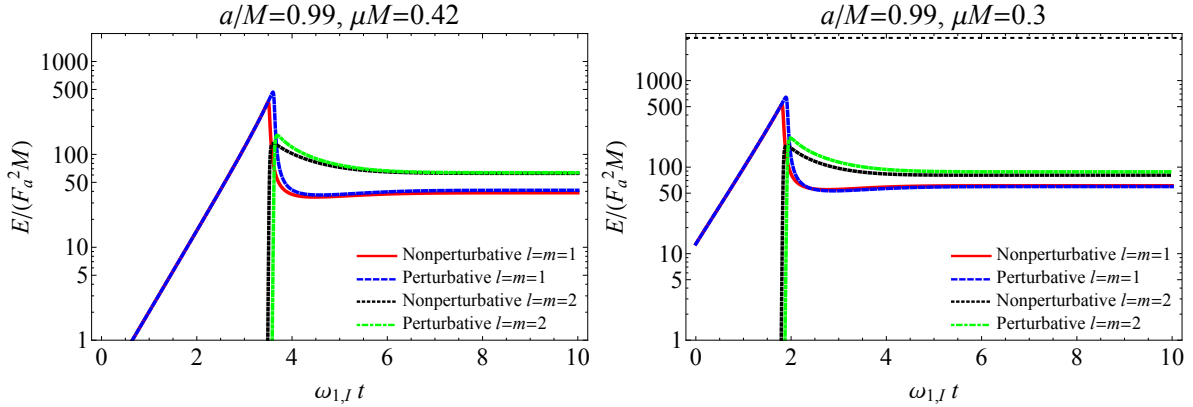 a/M=0.99, μM=0.42
E/(F_a^2 M)
1000
500
100
50
10
5
1
0
2
4
6
8
10
ω_{1,I} t
Nonperturbative l=m=1
Perturbative l=m=1
Nonperturbative l=m=2
Perturbative l=m=2
a/M=0.99, μM=0.3
E/(F_a^2 M)
1000
500
100
50
10
5
1
0
2
4
6
8
10
ω_{1,I} t
Nonperturbative l=m=1
Perturbative l=m=1
Nonperturbative l=m=2
Perturbative l=m=2